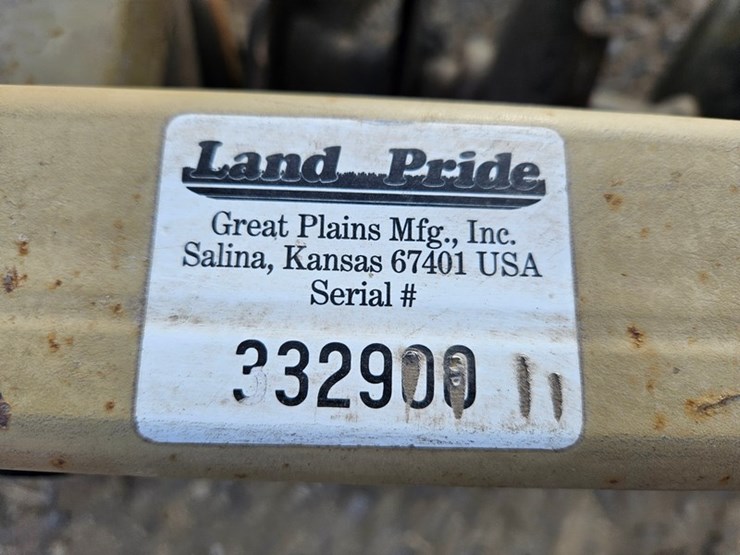 Land Pride
Great Plains Mfg., Inc.
Salina, Kansas 67401 USA
Serial #
332900